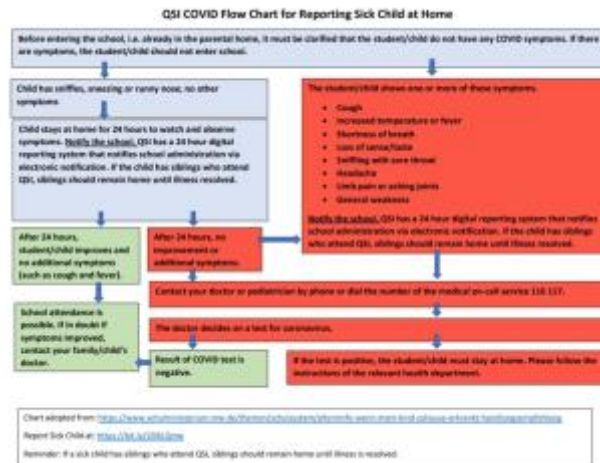 QSI COVID Flow Chart for Reporting Sick Child at Home
Before entering the school, i.e. already in the parental home, it must be clarified that the student/child do not have any COVID symptoms. If there
are symptoms, the student/child should not enter school.
Child has sniffles, sneezing or runny nose, no other
symptoms
Child stays at home for 24 hours to watch and observe
symptoms. Notify the school. QSI has a 24 hour digital
reporting system that notifies school administration via
electronic notification. If the child has siblings who attend
QSI, siblings should remain home until illness resolved.
The student/child shows one or more of these symptoms.
• Cough
• Increased temperature or fever
• Shortness of breath
• Loss of sense/taste
• with sore throat
• Headache
• Limb pain or aching joints
• General weakness
Notify the school. QSI has a 24 hour digital reporting system that notifies
school administration via electronic notification. If the child has siblings
who attend QSI, siblings should remain home until illness resolved.
After 24 hours,
student/child improves and
no additional symptoms
(such as cough and fever).
After 24 hours, no
improvement or
additional symptoms.
Contact your doctor or pediatrician by phone or dial the number of the medical on-call service 116 117.
School attendance is
possible. If in doubt if
symptoms improved,
contact your family/child's
doctor.
The doctor decides on a test for coronavirus.
Result of COVID test is
negative.
If the test is positive, the student/child must stay at home. Please follow the
instructions of the relevant health department.
Chart adopted from:
Report Sick Child at:
Reminder: If a sick child has siblings who attend QSI, siblings should remain home until illness is resolved.